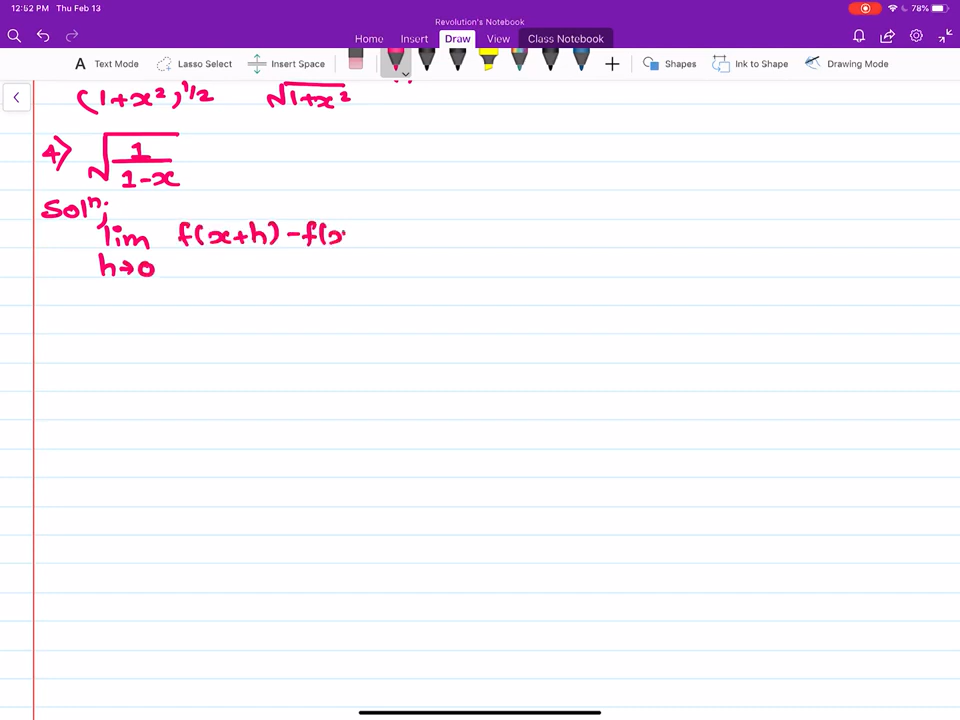 12:52 PM Thu Feb 13
78%
Revolution's Notebook
Home Insert Draw View Class Notebook
Text Mode Lasso Select Insert Space Shapes Ink to Shape Drawing Mode
(1+x²)^1/2 √1+x²
4> √1/1-x
Solⁿ:
lim f(x+h)-f(x
h→0